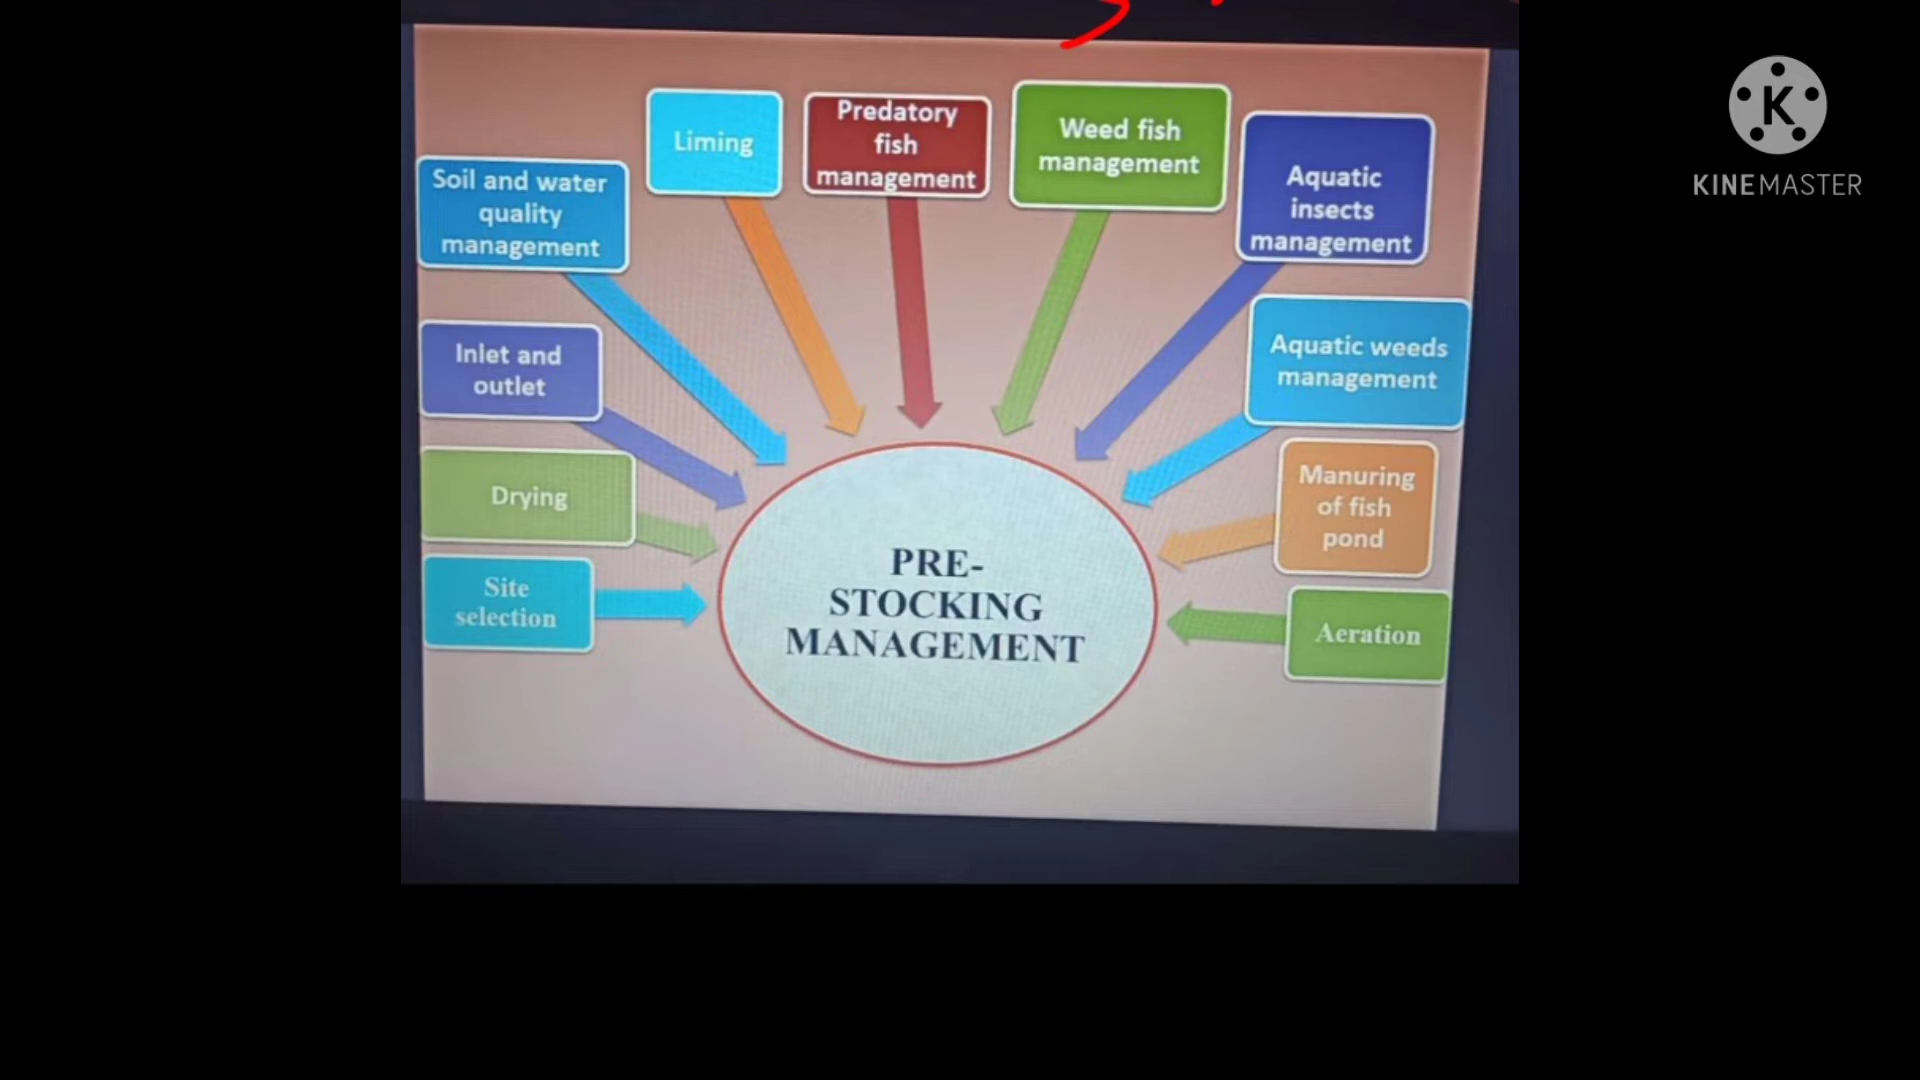 Liming
Predatory
fish
management
Weed fish
management
Aquatic
insects
management
Soil and water
quality
management
Inlet and
outlet
Aquatic weeds
management
Drying
Manuring
of fish
pond
Site
selection
Aeration
PRE-
STOCKING
MANAGEMENT
K
KINEMASTER